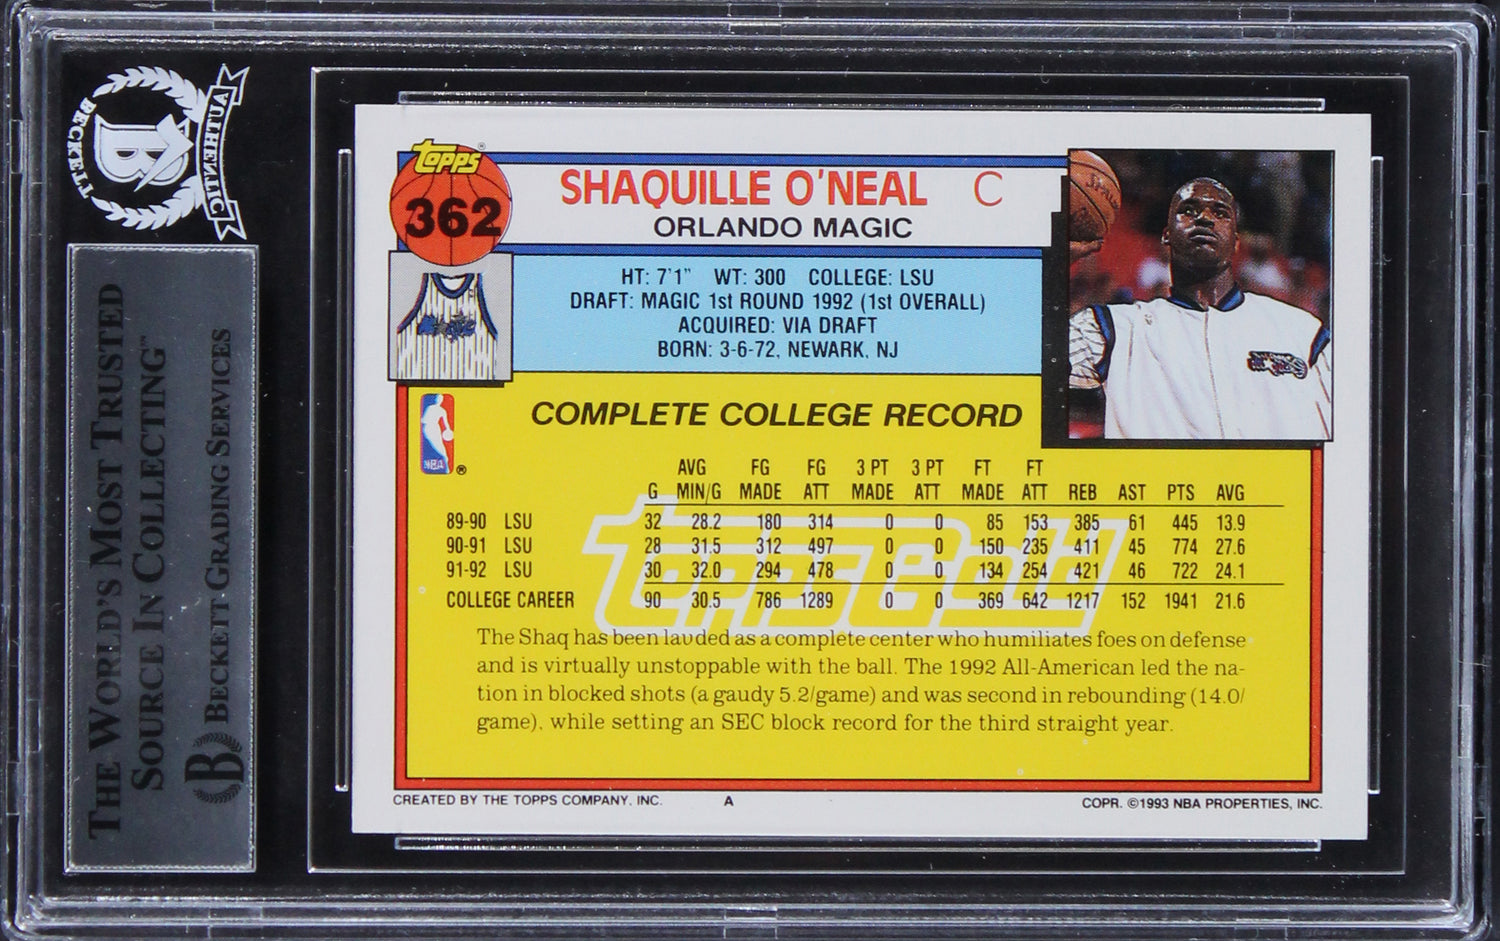 BECKETT AUTHENTIC
B
THE WORLD'S MOST TRUSTED
SOURCE IN COLLECTING™
B BECKETT GRADING SERVICES
Topps®
362
SHAQUILLE O'NEAL C
ORLANDO MAGIC
Magic
HT: 7'1" WT: 300 COLLEGE: LSU
DRAFT: MAGIC 1st ROUND 1992 (1st OVERALL)
ACQUIRED: VIA DRAFT
BORN: 3-6-72, NEWARK, NJ
NBA ®
COMPLETE COLLEGE RECORD
AVG FG FG 3 PT 3 PT FT FT
G MIN/G MADE ATT MADE ATT MADE ATT REB AST PTS AVG
89-90 LSU 32 28.2 180 314 0 0 85 153 385 61 445 13.9
90-91 LSU 28 31.5 312 497 0 0 150 235 411 45 774 27.6
91-92 LSU 30 32.0 294 478 0 0 134 254 421 46 722 24.1
COLLEGE CAREER 90 30.5 786 1289 0 0 369 642 1217 152 1941 21.6
ToppsGold
The Shaq has been lauded as a complete center who humiliates foes on defense
and is virtually unstoppable with the ball. The 1992 All-American led the na-
tion in blocked shots (a gaudy 5.2/game) and was second in rebounding (14.0/
game), while setting an SEC block record for the third straight year.
CREATED BY THE TOPPS COMPANY, INC. A COPR. ©1993 NBA PROPERTIES, INC.